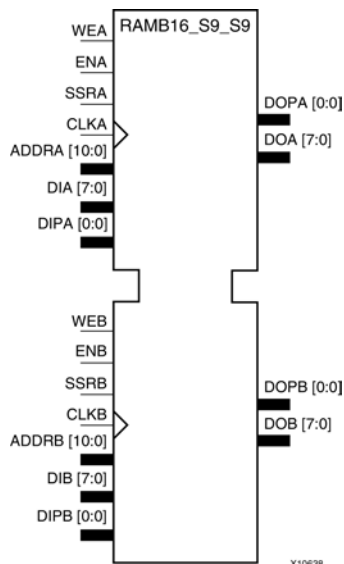 RAMB16_S9_S9
WEA
ENA
SSRA
CLKA
ADDRA [10:0]
DIA [7:0]
DIPA [0:0]
DOPA [0:0]
DOA [7:0]
WEB
ENB
SSRB
CLKB
ADDRB [10:0]
DIB [7:0]
DIPB [0:0]
DOPB [0:0]
DOB [7:0]